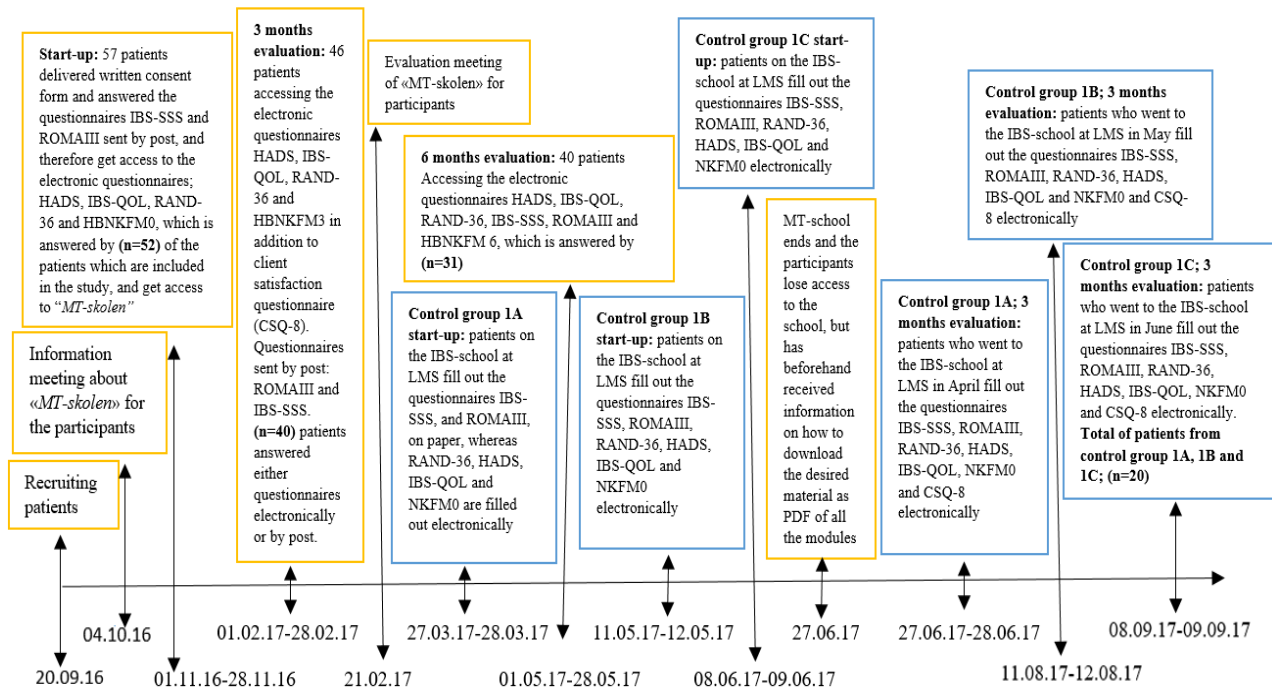 Start-up: 57 patients
delivered written consent
form and answered the
questionnaires IBS-SSS and
ROMAIII sent by post, and
therefore get access to the
electronic questionnaires;
HADS, IBS-QOL, RAND-
36 and HBNKFM0, which is
answered by (n=52) of the
patients which are included
in the study, and get access
to “MT-skolen”
Information
meeting about
«MT-skolen» for
the participants
Recruiting
patients
3 months
evaluation: 46
patients
accessing the
electronic
questionnaires
HADS, IBS-
QOL, RAND-
36 and
HBNKFM3 in
addition to
client
satisfaction
questionnaire
(CSQ-8).
Questionnaires
sent by post:
ROMAIII and
IBS-SSS.
(n=40) patients
answered
either
questionnaires
electronically
or by post.
Evaluation meeting
of «MT-skolen» for
participants
6 months evaluation: 40 patients
Accessing the electronic
questionnaires HADS, IBS-QOL,
RAND-36, IBS-SSS, ROMAIII and
HBNKFM 6, which is answered by
(n=31)
Control group 1A
start-up: patients on
the IBS-school at
LMS fill out the
questionnaires IBS-
SSS, and ROMAIII,
on paper, whereas
RAND-36, HADS,
IBS-QOL and
NKFM0 are filled
out electronically
Control group 1B
start-up: patients on
the IBS-school at
LMS fill out the
questionnaires IBS-
SSS, ROMAIII,
RAND-36, HADS,
IBS-QOL and
NKFM0
electronically
Control group 1C start-
up: patients on the IBS-
school at LMS fill out the
questionnaires IBS-SSS,
ROMAIII, RAND-36,
HADS, IBS-QOL and
NKFM0 electronically
MT-school
ends and the
participants
lose access to
the school, but
has
beforehand
received
information
on how to
download the
desired
material as
PDF of all
the modules
Control group 1A; 3
months evaluation:
patients who went to
the IBS-school at
LMS in April fill out
the questionnaires
IBS-SSS, ROMAIII,
RAND-36, HADS,
IBS-QOL, NKFM0
and CSQ-8
electronically
Control group 1B; 3 months
evaluation: patients who went
to the IBS-school at LMS in
May fill out the
questionnaires IBS-SSS,
ROMAIII, RAND-36, HADS,
IBS-QOL and NKFM0 and CSQ-
8 electronically
Control group 1C; 3
months evaluation: patients
who went to the IBS-school
at LMS in June fill out the
questionnaires IBS-SSS,
ROMAIII, RAND-36,
HADS, IBS-QOL, NKFM0
and CSQ-8 electronically.
Total of patients from
control group 1A, 1B and
1C; (n=20)
20.09.16
04.10.16
01.11.16-28.11.16
01.02.17-28.02.17
21.02.17
27.03.17-28.03.17
01.05.17-28.05.17
11.05.17-12.05.17
08.06.17-09.06.17
27.06.17
27.06.17-28.06.17
11.08.17-12.08.17
08.09.17-09.09.17